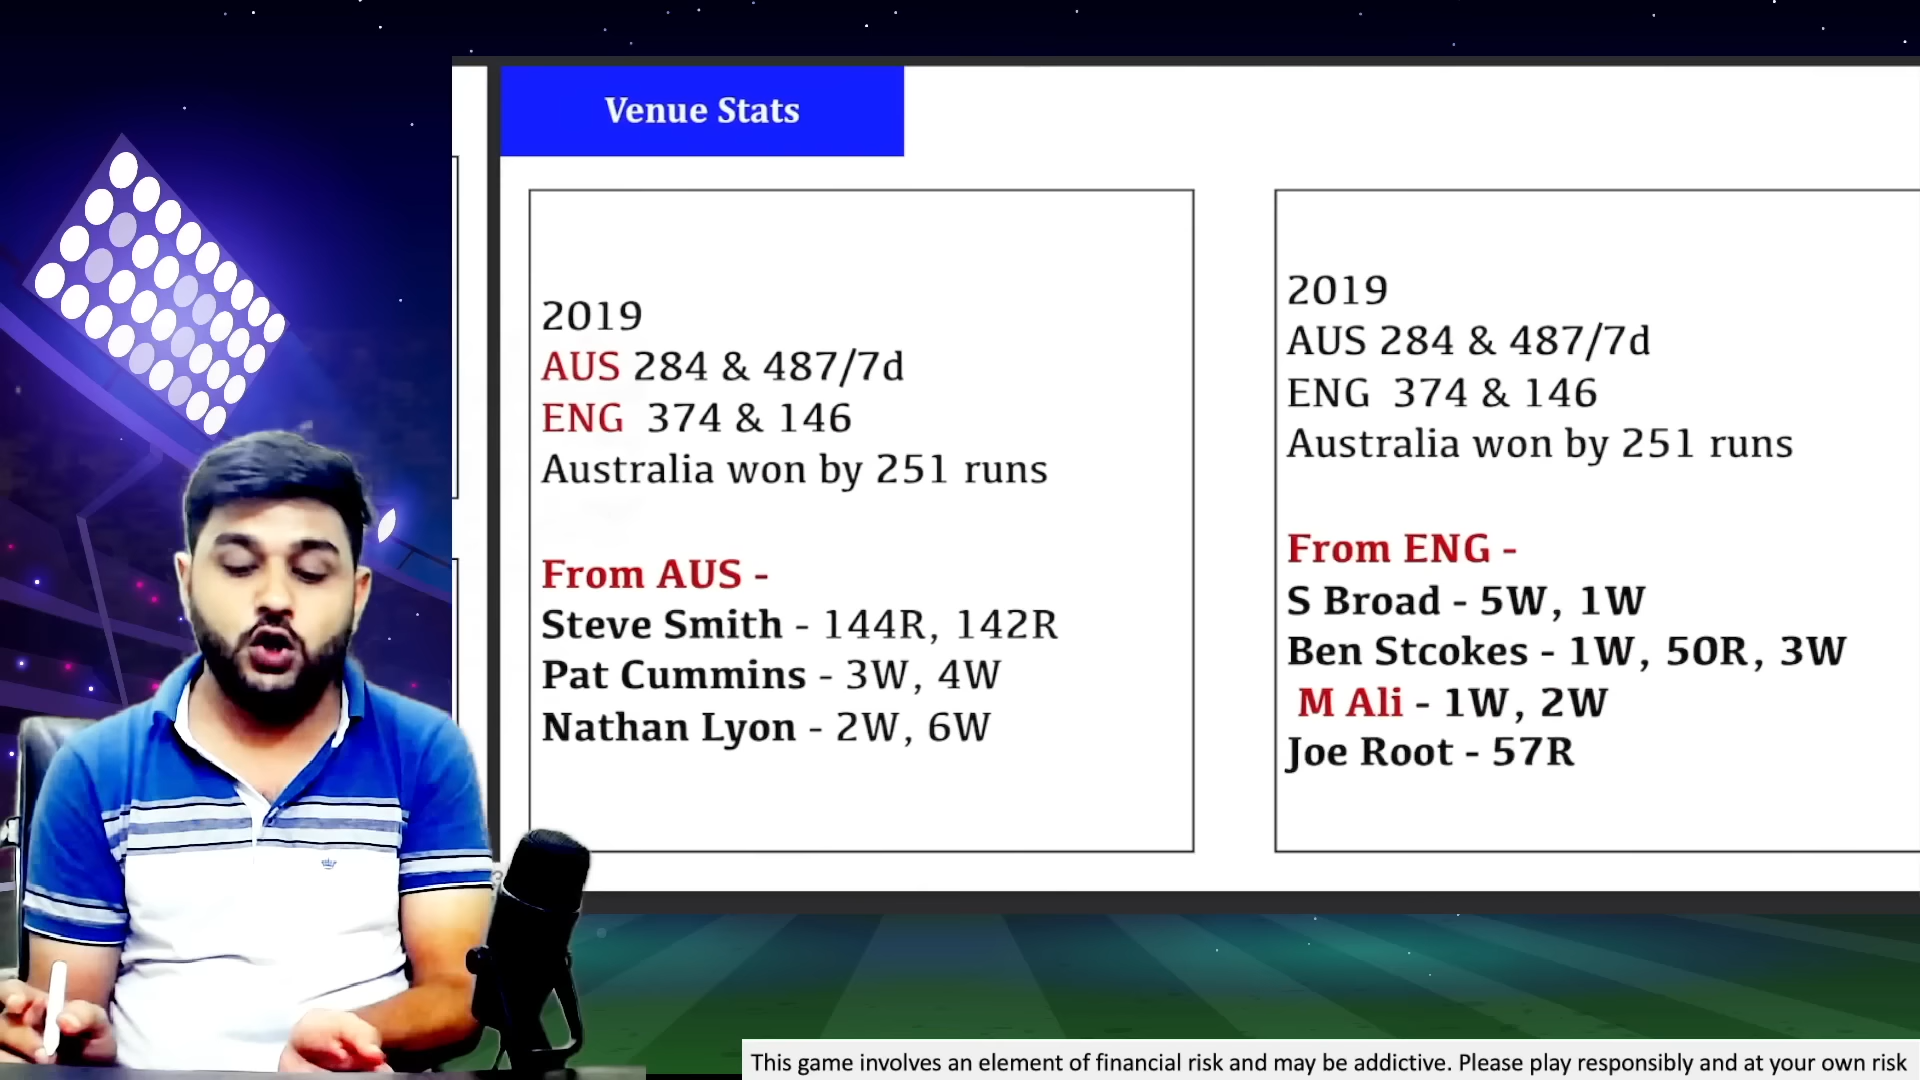 Venue Stats
2019
AUS 284 & 487/7d
ENG 374 & 146
Australia won by 251 runs
From AUS -
Steve Smith - 144R, 142R
Pat Cummins - 3W, 4W
Nathan Lyon - 2W, 6W
2019
AUS 284 & 487/7d
ENG 374 & 146
Australia won by 251 runs
From ENG -
S Broad - 5W, 1W
Ben Stcokes - 1W, 50R, 3W
M Ali - 1W, 2W
Joe Root - 57R
This game involves an element of financial risk and may be addictive. Please play responsibly and at your own risk